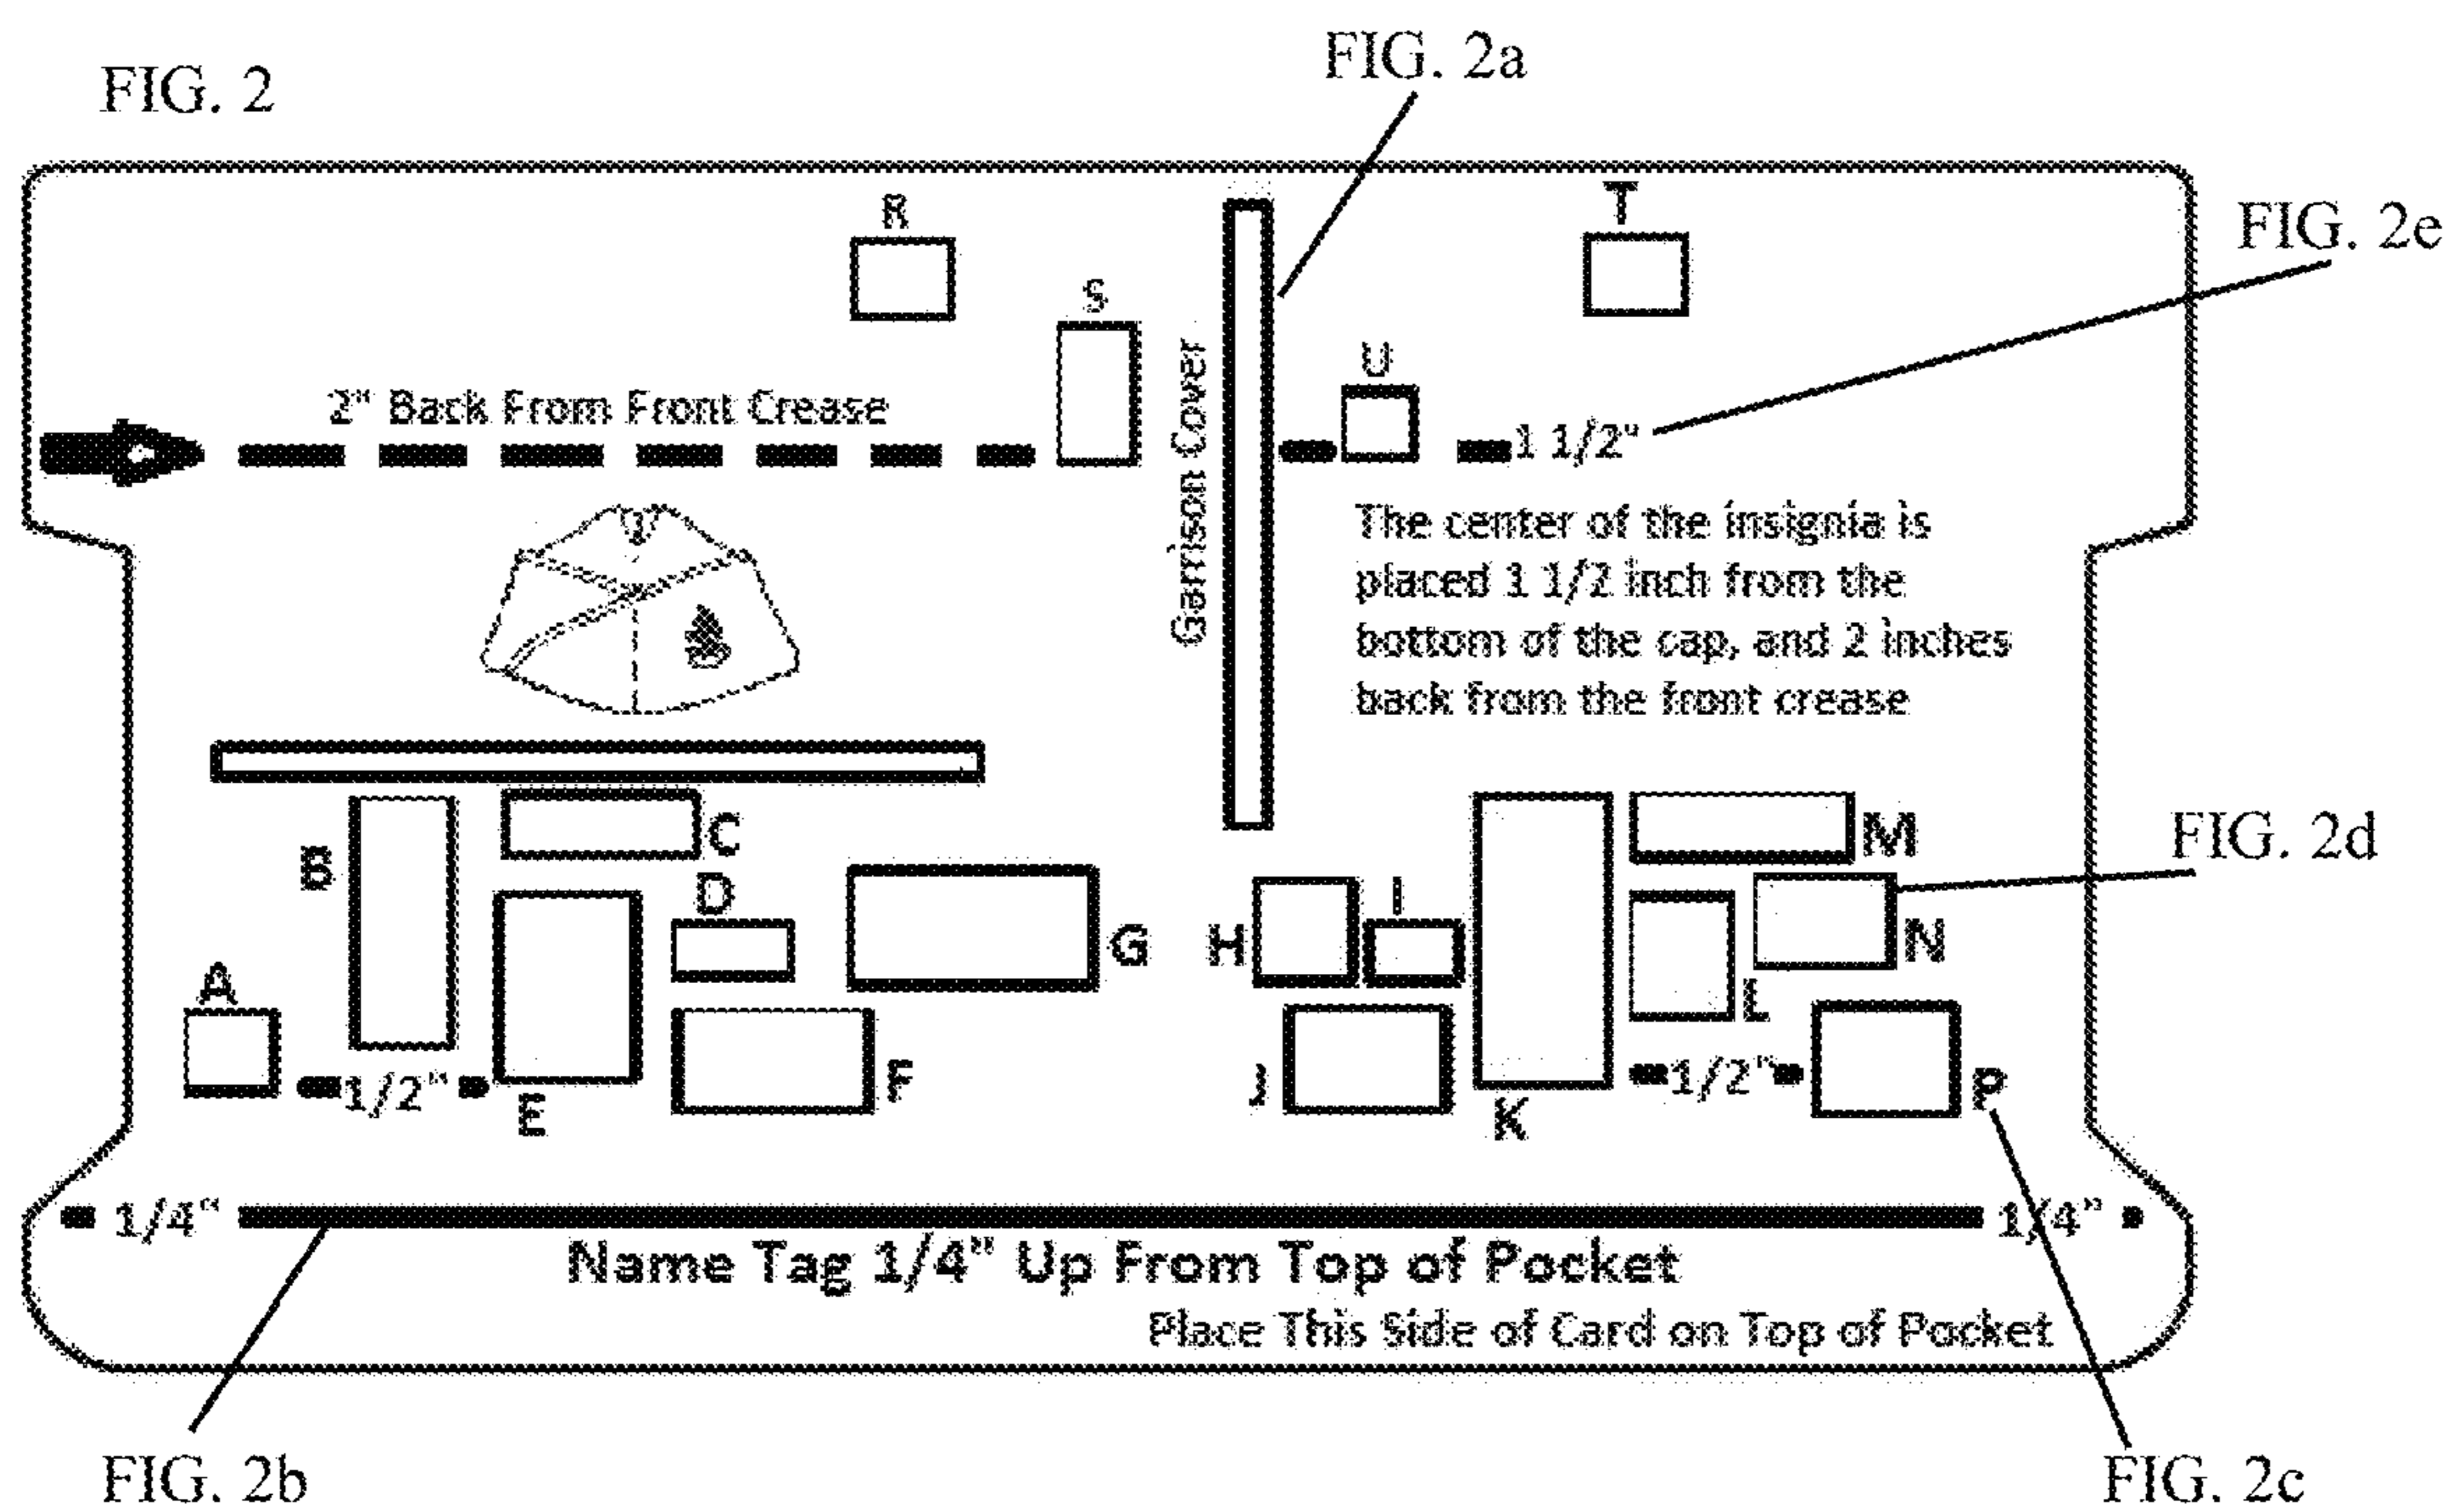 FIG. 2
FIG. 2a
FIG. 2e
R
T
S
U
2" Back From Front Crease
Garrison Cover
1 1/2"
The center of the insignia is
placed 1 1/2 inch from the
bottom of the cap, and 2 inches
back from the front crease
FIG. 2d
A
B
C
D
E
F
G
H
I
J
K
L
M
N
P
1/2"
1/2"
1/4"
1/4"
Name Tag 1/4" Up From Top of Pocket
Place This Side of Card on Top of Pocket
FIG. 2b
FIG. 2c